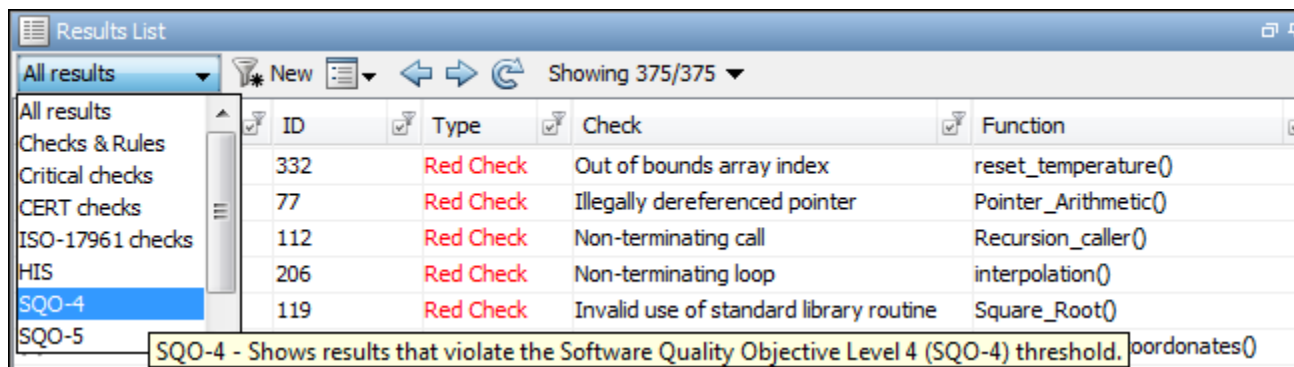 Results List
All results New Showing 375/375
All results
Checks & Rules
Critical checks
CERT checks
ISO-17961 checks
HIS
SQO-4
SQO-5
ID Type Check Function
332 Red Check Out of bounds array index reset_temperature()
77 Red Check Illegally dereferenced pointer Pointer_Arithmetic()
112 Red Check Non-terminating call Recursion_caller()
206 Red Check Non-terminating loop interpolation()
119 Red Check Invalid use of standard library routine Square_Root()
SQO-4 - Shows results that violate the Software Quality Objective Level 4 (SQO-4) threshold.
oordonates()